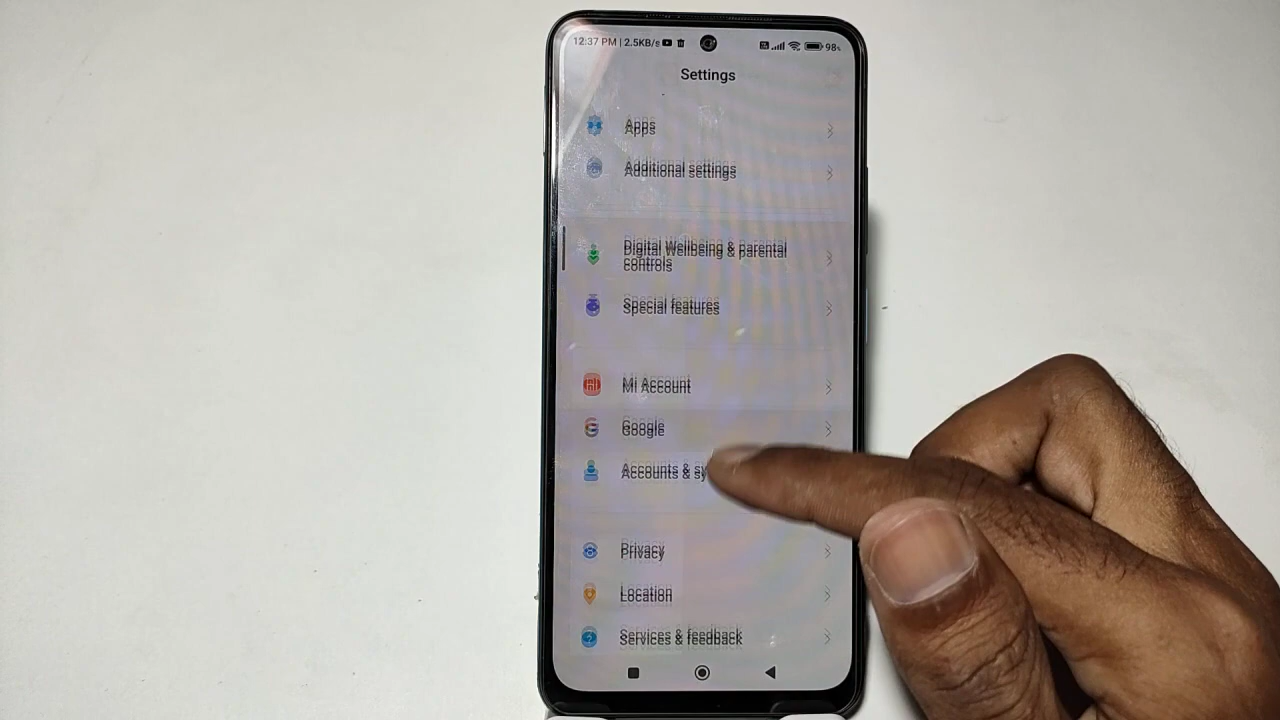 12:37 PM | 2.5KB/s 98%
Settings
Apps
Additional settings
Digital Wellbeing & parental
controls
Special features
Mi Account
Google
Accounts & sy
Privacy
Location
Services & feedback